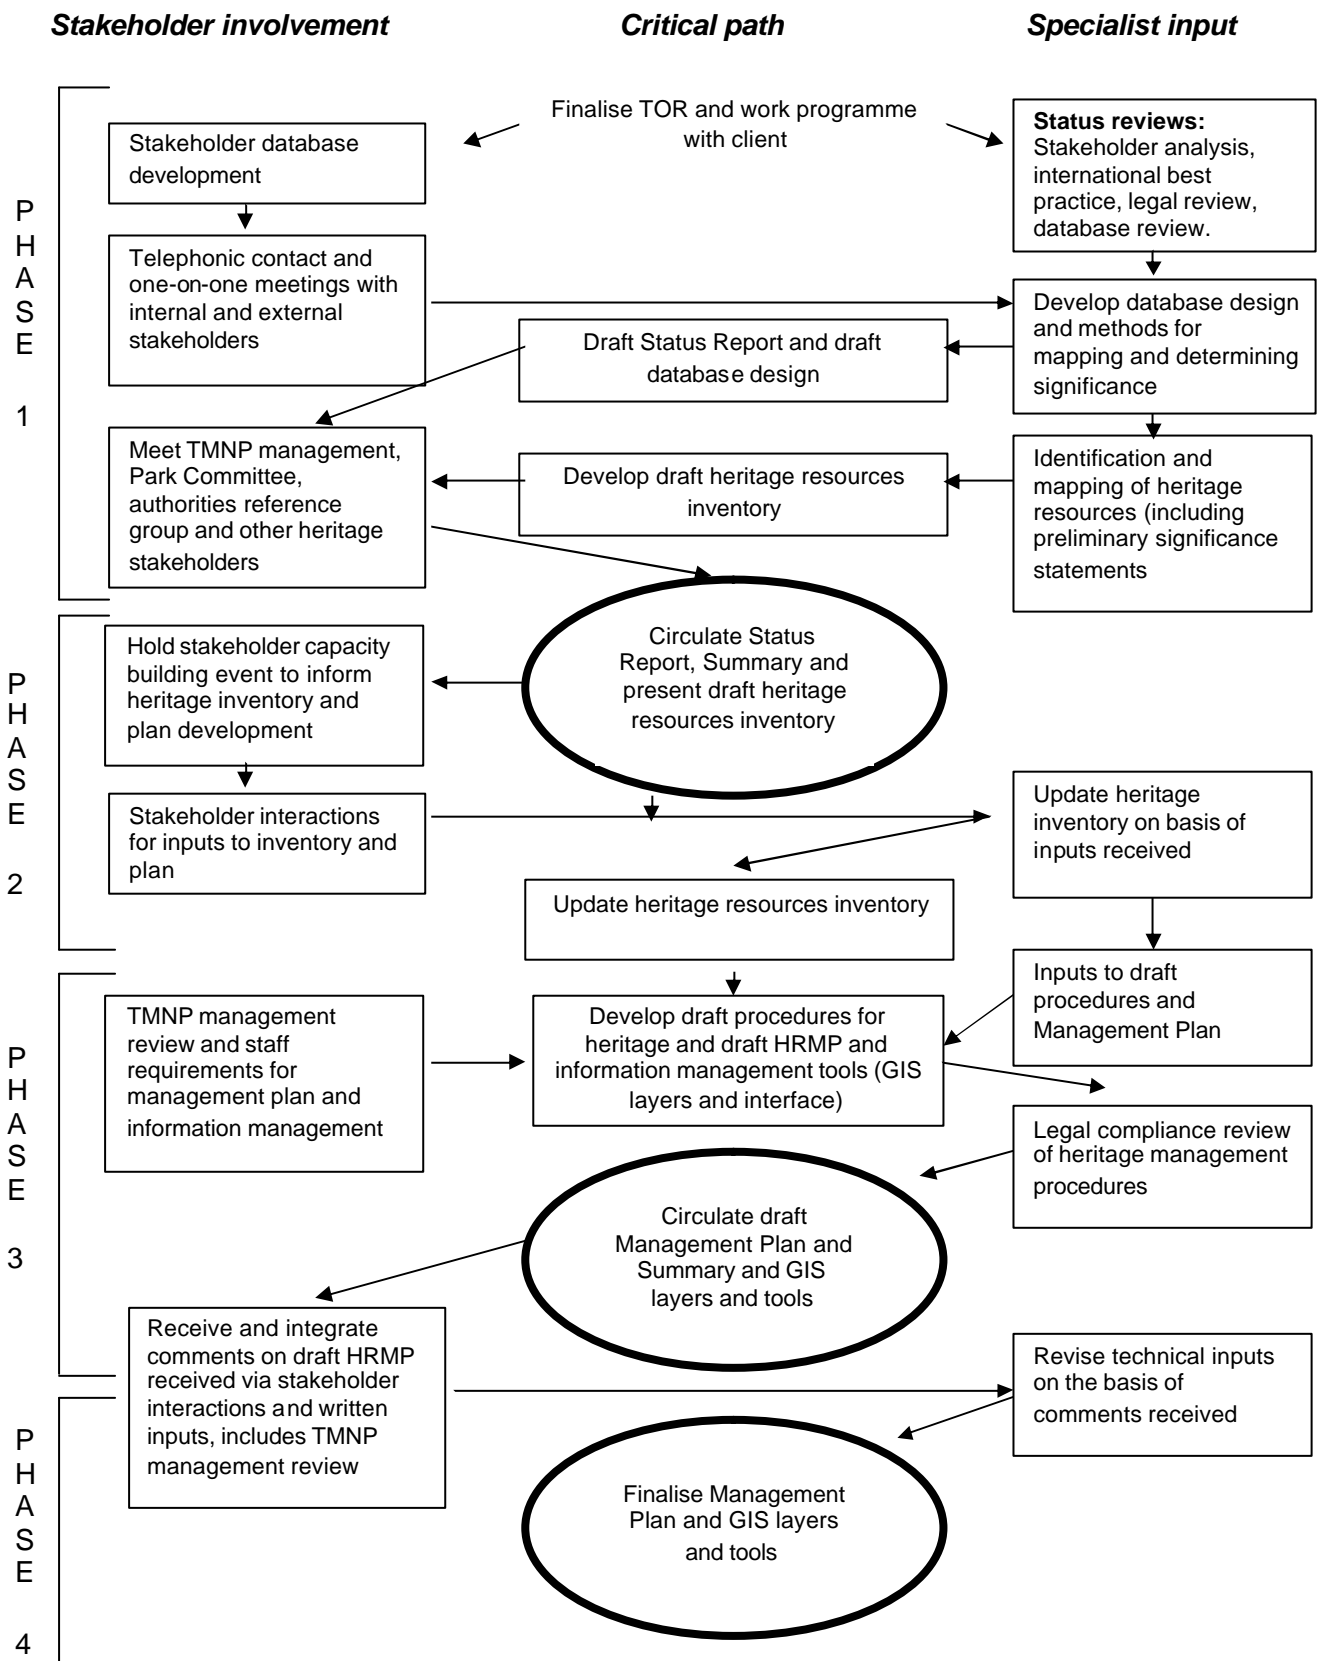 Stakeholder involvement
Critical path
Specialist input
P
H
A
S
E
1
Finalise TOR and work programme
with client
Stakeholder database
development
Status reviews:
Stakeholder analysis,
international best
practice, legal review,
database review.
Telephonic contact and
one-on-one meetings with
internal and external
stakeholders
Develop database design
and methods for
mapping and determining
significance
Draft Status Report and draft
database design
Meet TMNP management,
Park Committee,
authorities reference
group and other heritage
stakeholders
Develop draft heritage resources
inventory
Identification and
mapping of heritage
resources (including
preliminary significance
statements
P
H
A
S
E
2
Circulate Status
Report, Summary and
present draft heritage
resources inventory
Hold stakeholder capacity
building event to inform
heritage inventory and
plan development
Stakeholder interactions
for inputs to inventory and
plan
Update heritage
inventory on basis of
inputs received
Update heritage resources inventory
P
H
A
S
E
3
TMNP management
review and staff
requirements for
management plan and
information management
Develop draft procedures for
heritage and draft HRMP and
information management tools (GIS
layers and interface)
Inputs to draft
procedures and
Management Plan
Legal compliance review
of heritage management
procedures
Circulate draft
Management Plan and
Summary and GIS
layers and tools
Receive and integrate
comments on draft HRMP
received via stakeholder
interactions and written
inputs, includes TMNP
management review
Revise technical inputs
on the basis of
comments received
P
H
A
S
E
4
Finalise Management
Plan and GIS layers
and tools